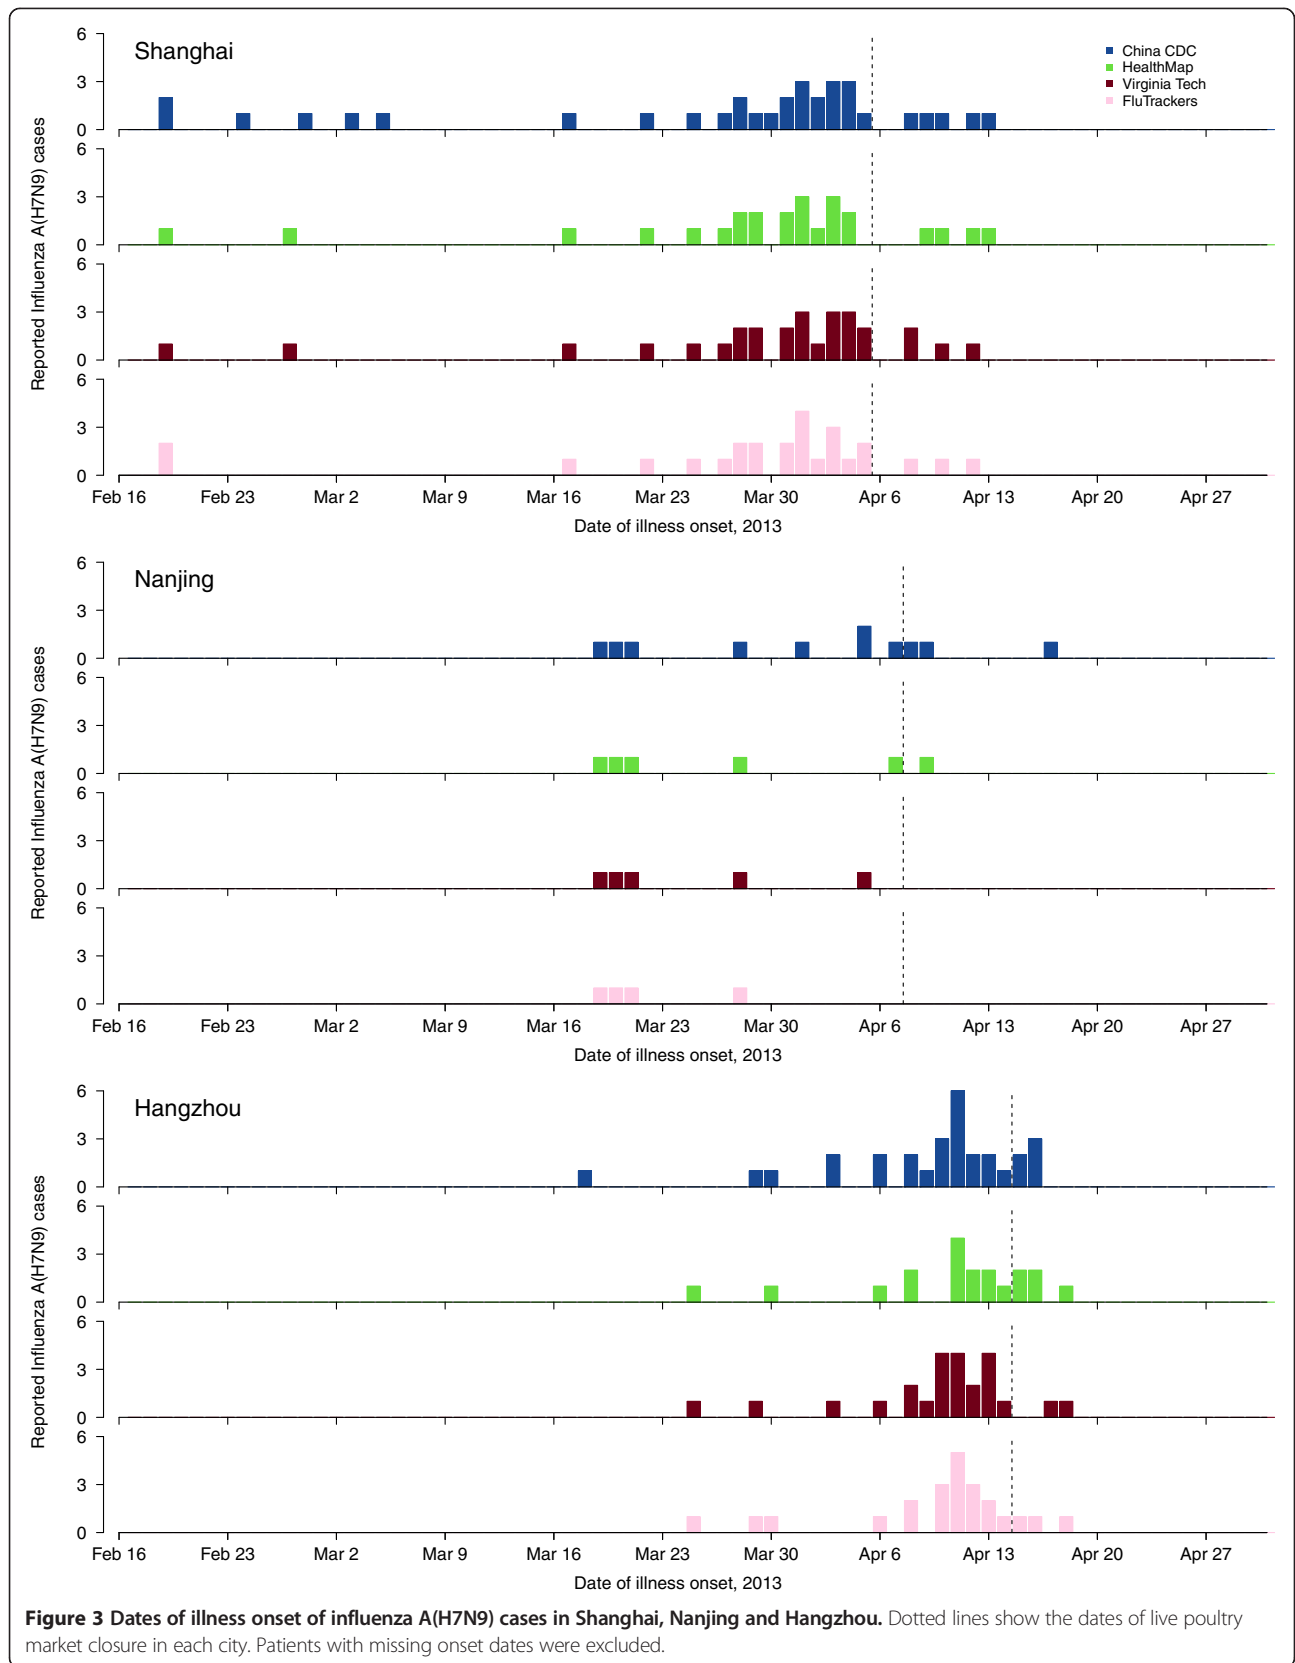 Shanghai
China CDC
HealthMap
Virginia Tech
FluTrackers
Reported Influenza A(H7N9) cases
6
3
0
6
3
0
6
3
0
6
3
0
Feb 16 Feb 23 Mar 2 Mar 9 Mar 16 Mar 23 Mar 30 Apr 6 Apr 13 Apr 20 Apr 27
Date of illness onset, 2013
Nanjing
Reported Influenza A(H7N9) cases
6
3
0
6
3
0
6
3
0
6
3
0
Feb 16 Feb 23 Mar 2 Mar 9 Mar 16 Mar 23 Mar 30 Apr 6 Apr 13 Apr 20 Apr 27
Date of illness onset, 2013
Hangzhou
Reported Influenza A(H7N9) cases
6
3
0
6
3
0
6
3
0
6
3
0
Feb 16 Feb 23 Mar 2 Mar 9 Mar 16 Mar 23 Mar 30 Apr 6 Apr 13 Apr 20 Apr 27
Date of illness onset, 2013
Figure 3 Dates of illness onset of influenza A(H7N9) cases in Shanghai, Nanjing and Hangzhou. Dotted lines show the dates of live poultry
market closure in each city. Patients with missing onset dates were excluded.